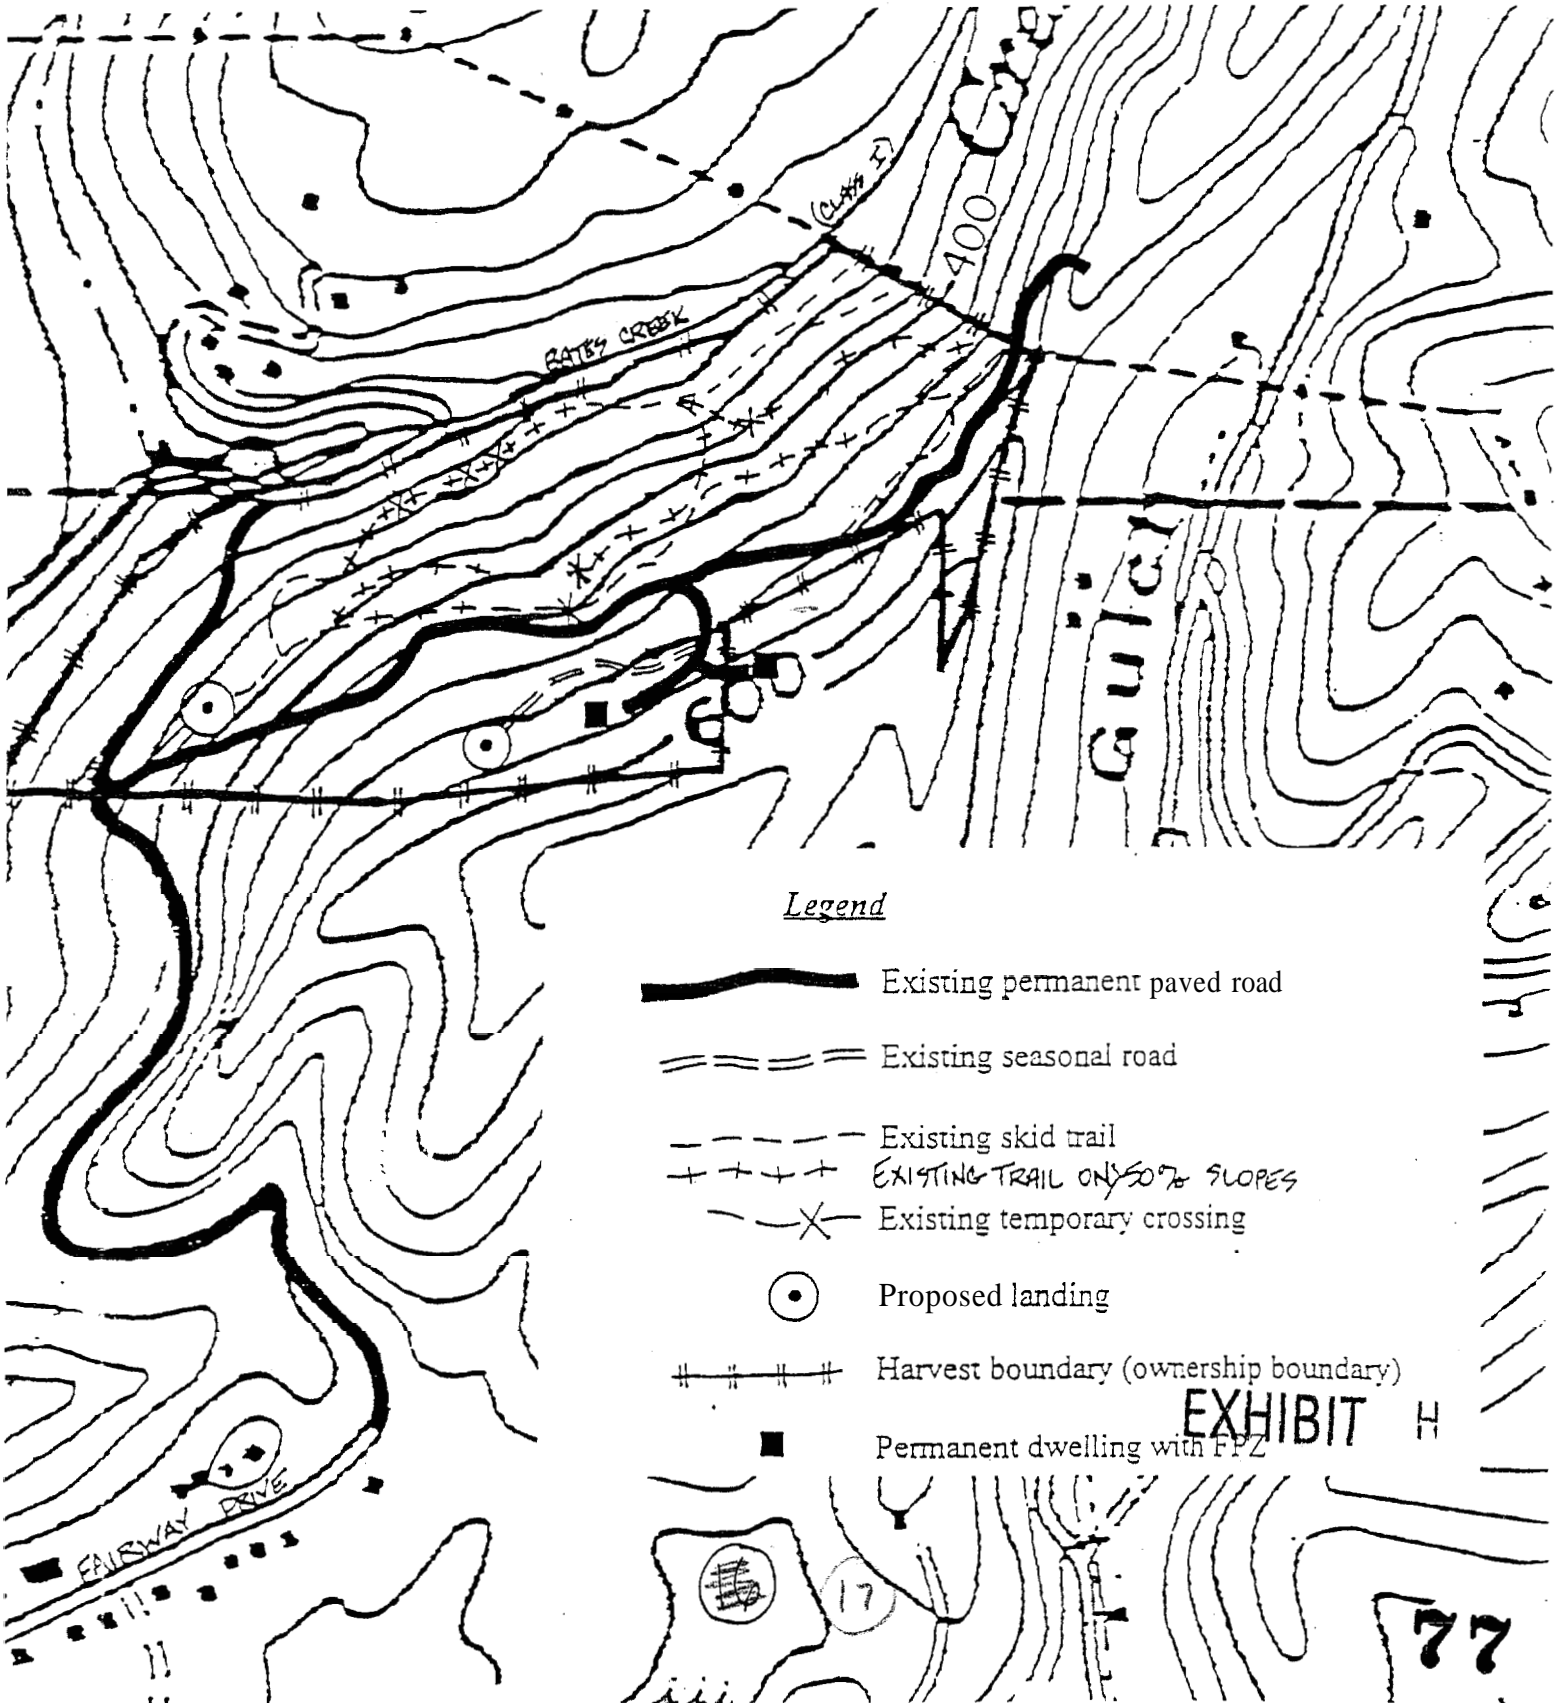 (CLASS I)
400
BATES CREEK
Gulch
600
Legend
Existing permanent paved road
Existing seasonal road
Existing skid trail
EXISTING TRAIL ON >50% SLOPES
Existing temporary crossing
Proposed landing
Harvest boundary (ownership boundary)
EXHIBIT H
Permanent dwelling with FPZ
FAIRWAY DRIVE
17
77